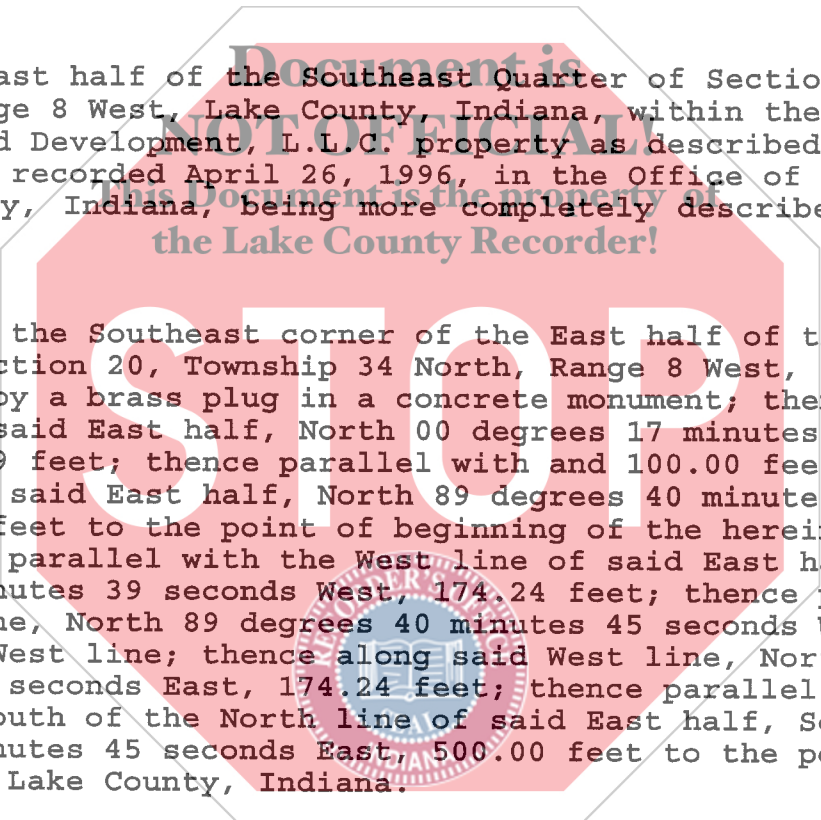 Document is
ast half of the Southeast Quarter of Sectio
ge 8 West, Lake County, Indiana, within the
NOT OFFICIAL!
d Development, L.L.C. property as described
recorded April 26, 1996, in the Office of
This Document is the property of
y, Indiana, being more completely describe
the Lake County Recorder!
the Southeast corner of the East half of t
ction 20, Township 34 North, Range 8 West,
by a brass plug in a concrete monument; the
said East half, North 00 degrees 17 minutes
9 feet; thence parallel with and 100.00 fee
STOP
said East half, North 89 degrees 40 minute
feet to the point of beginning of the herei
parallel with the West line of said East h
nutes 39 seconds West, 174.24 feet; thence p
ne, North 89 degrees 40 minutes 45 seconds W
West line; thence along said West line, Nor
seconds East, 174.24 feet; thence parallel
outh of the North line of said East half, S
nutes 45 seconds East, 500.00 feet to the p
Lake County, Indiana.
RECORDER'S OFFICE
SEAL
INDIANA